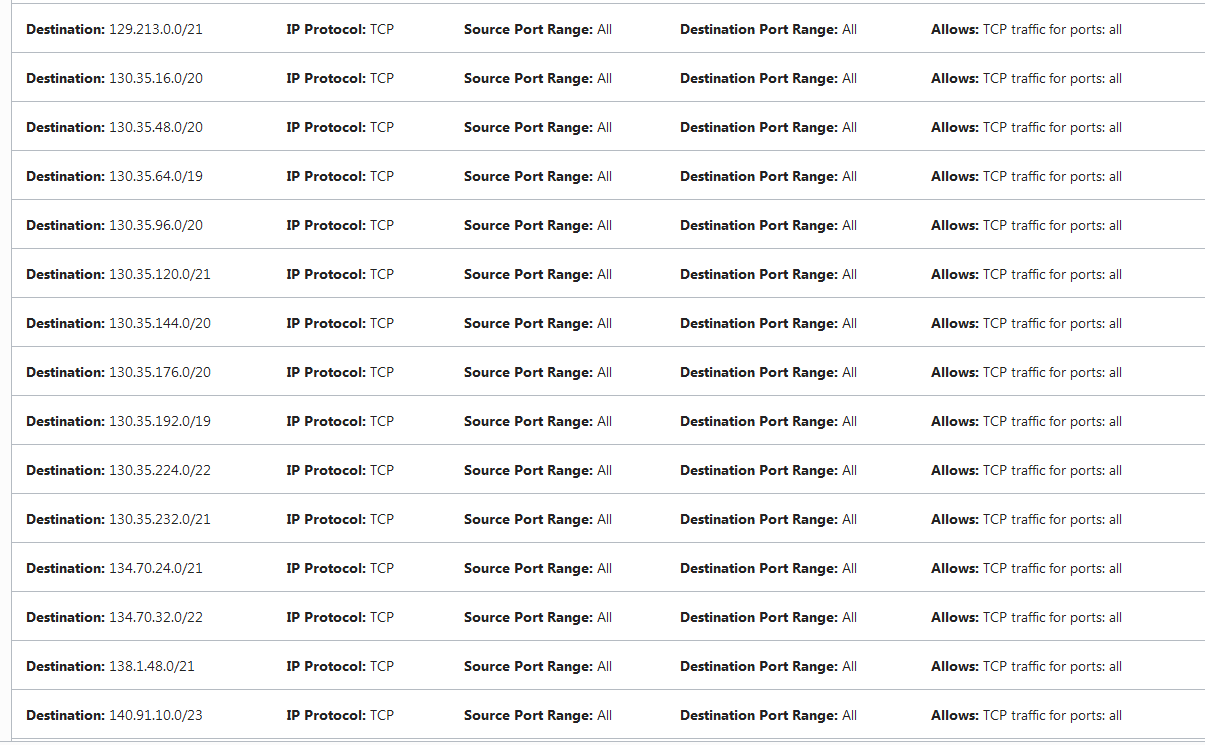 Destination: 129.213.0.0/21 IP Protocol: TCP Source Port Range: All Destination Port Range: All Allows: TCP traffic for ports: all
Destination: 130.35.16.0/20 IP Protocol: TCP Source Port Range: All Destination Port Range: All Allows: TCP traffic for ports: all
Destination: 130.35.48.0/20 IP Protocol: TCP Source Port Range: All Destination Port Range: All Allows: TCP traffic for ports: all
Destination: 130.35.64.0/19 IP Protocol: TCP Source Port Range: All Destination Port Range: All Allows: TCP traffic for ports: all
Destination: 130.35.96.0/20 IP Protocol: TCP Source Port Range: All Destination Port Range: All Allows: TCP traffic for ports: all
Destination: 130.35.120.0/21 IP Protocol: TCP Source Port Range: All Destination Port Range: All Allows: TCP traffic for ports: all
Destination: 130.35.144.0/20 IP Protocol: TCP Source Port Range: All Destination Port Range: All Allows: TCP traffic for ports: all
Destination: 130.35.176.0/20 IP Protocol: TCP Source Port Range: All Destination Port Range: All Allows: TCP traffic for ports: all
Destination: 130.35.192.0/19 IP Protocol: TCP Source Port Range: All Destination Port Range: All Allows: TCP traffic for ports: all
Destination: 130.35.224.0/22 IP Protocol: TCP Source Port Range: All Destination Port Range: All Allows: TCP traffic for ports: all
Destination: 130.35.232.0/21 IP Protocol: TCP Source Port Range: All Destination Port Range: All Allows: TCP traffic for ports: all
Destination: 134.70.24.0/21 IP Protocol: TCP Source Port Range: All Destination Port Range: All Allows: TCP traffic for ports: all
Destination: 134.70.32.0/22 IP Protocol: TCP Source Port Range: All Destination Port Range: All Allows: TCP traffic for ports: all
Destination: 138.1.48.0/21 IP Protocol: TCP Source Port Range: All Destination Port Range: All Allows: TCP traffic for ports: all
Destination: 140.91.10.0/23 IP Protocol: TCP Source Port Range: All Destination Port Range: All Allows: TCP traffic for ports: all